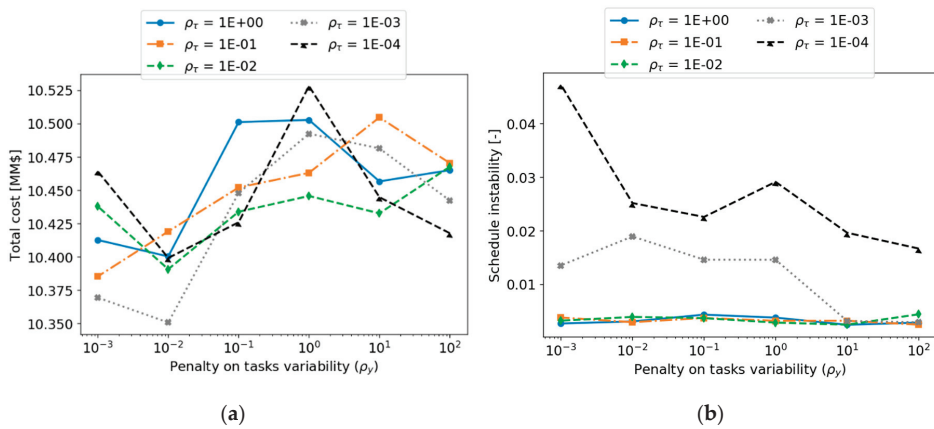 ρτ = 1E+00 ρτ = 1E-03
ρτ = 1E-01 ρτ = 1E-04
ρτ = 1E-02
10.525
10.500
10.475
10.450
10.425
10.400
10.375
10.350
Total cost [MM$]
10⁻³ 10⁻² 10⁻¹ 10⁰ 10¹ 10²
Penalty on tasks variability (ρy)
(a)
ρτ = 1E+00 ρτ = 1E-03
ρτ = 1E-01 ρτ = 1E-04
ρτ = 1E-02
0.04
0.03
0.02
0.01
Schedule instability [-]
10⁻³ 10⁻² 10⁻¹ 10⁰ 10¹ 10²
Penalty on tasks variability (ρy)
(b)